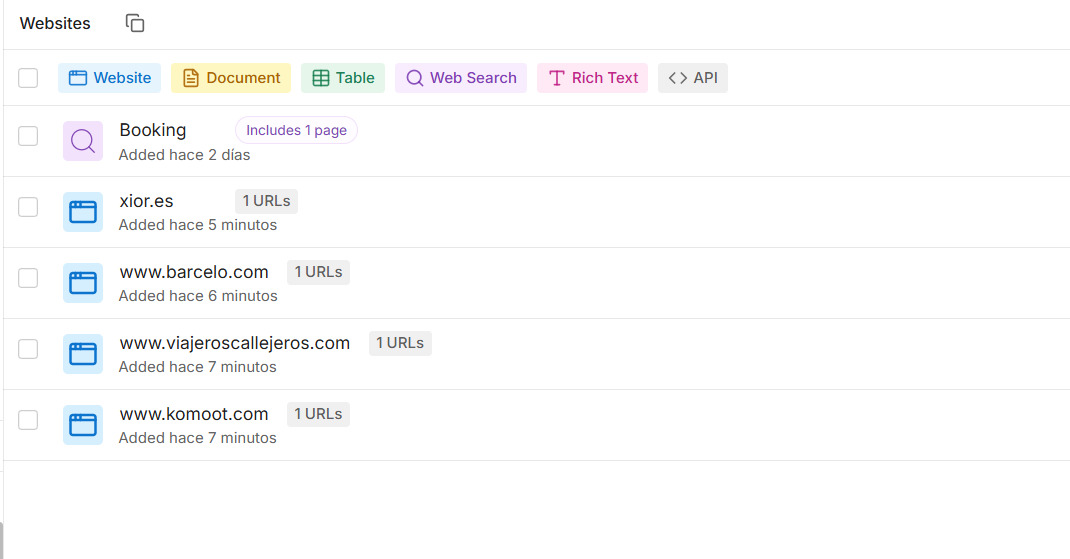 Websites
Website Document Table Web Search Rich Text API
Booking Includes 1 page
Added hace 2 días
xior.es 1 URLs
Added hace 5 minutos
www.barcelo.com 1 URLs
Added hace 6 minutos
www.viajeroscallejeros.com 1 URLs
Added hace 7 minutos
www.komoot.com 1 URLs
Added hace 7 minutos